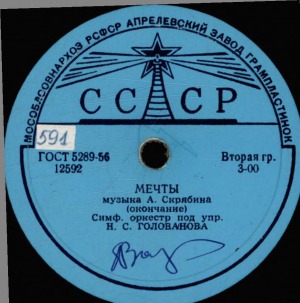 МОСОБЛСОВНАРХОЗ РСФСР АПРЕЛЕВСКИЙ ЗАВОД ГРАМПЛАСТИНОК
СССР
591
ГОСТ 5289-56
12592
Вторая гр.
3-00
МЕЧТЫ
музыка А. Скрябина
(окончание)
Симф. оркестр под упр.
Н. С. ГОЛОВАНОВА